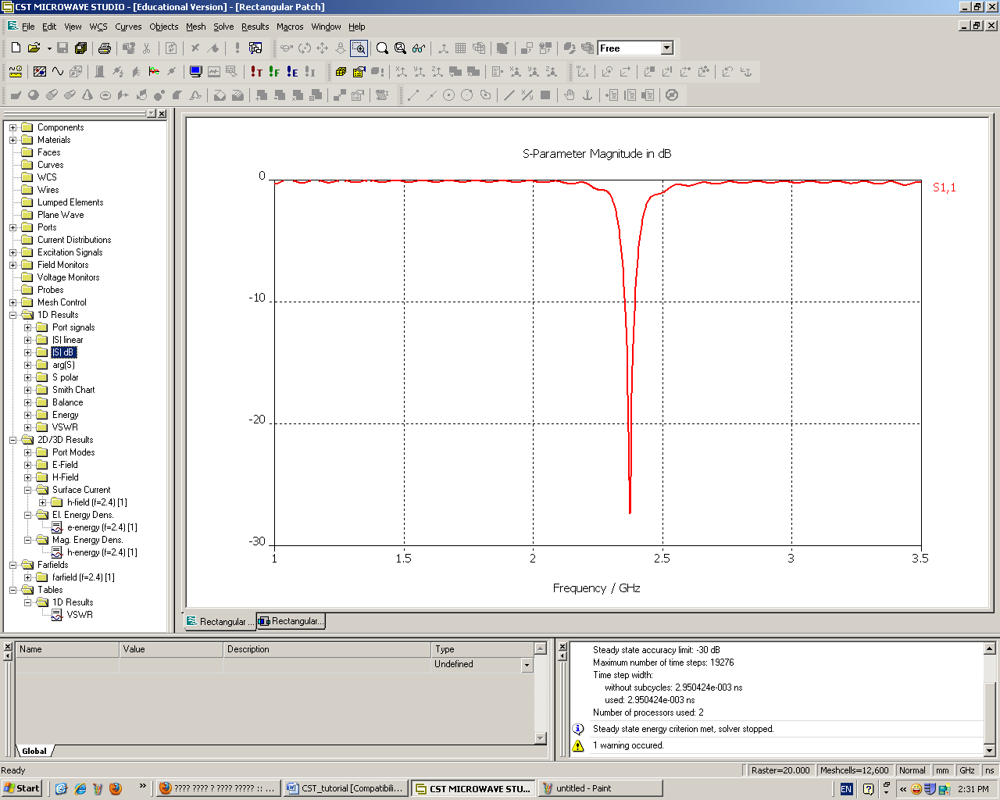 CST MICROWAVE STUDIO - [Educational Version] - [Rectangular Patch]
File Edit View WCS Curves Objects Mesh Solve Results Macros Window Help
Free
Components
Materials
Faces
Curves
WCS
Wires
Lumped Elements
Plane Wave
Ports
Current Distributions
Excitation Signals
Field Monitors
Voltage Monitors
Probes
Mesh Control
1D Results
Port signals
|S| linear
|S| dB
arg(S)
S polar
Smith Chart
Balance
Energy
VSWR
2D/3D Results
Port Modes
E-Field
H-Field
Surface Current
h-field (f=2.4) [1]
El. Energy Dens.
e-energy (f=2.4) [1]
Mag. Energy Dens.
h-energy (f=2.4) [1]
Farfields
farfield (f=2.4) [1]
Tables
1D Results
VSWR
S-Parameter Magnitude in dB
0
-10
-20
-30
S1,1
1 1.5 2 2.5 3 3.5
Frequency / GHz
Rectangular ... Rectangular...
Name Value Description Type
Undefined
Global
Steady state accuracy limit: -30 dB
Maximum number of time steps: 19276
Time step width:
without subcycles: 2.950424e-003 ns
used: 2.950424e-003 ns
Number of processors used: 2
Steady state energy criterion met, solver stopped.
1 warning occured.
Ready Raster=20.000 Meshcells=12,600 Normal mm GHz ns
Start ???? ???? ? ???? ????? :: ... CST_tutorial [Compatibili... CST MICROWAVE STU... untitled - Paint EN 2:31 PM